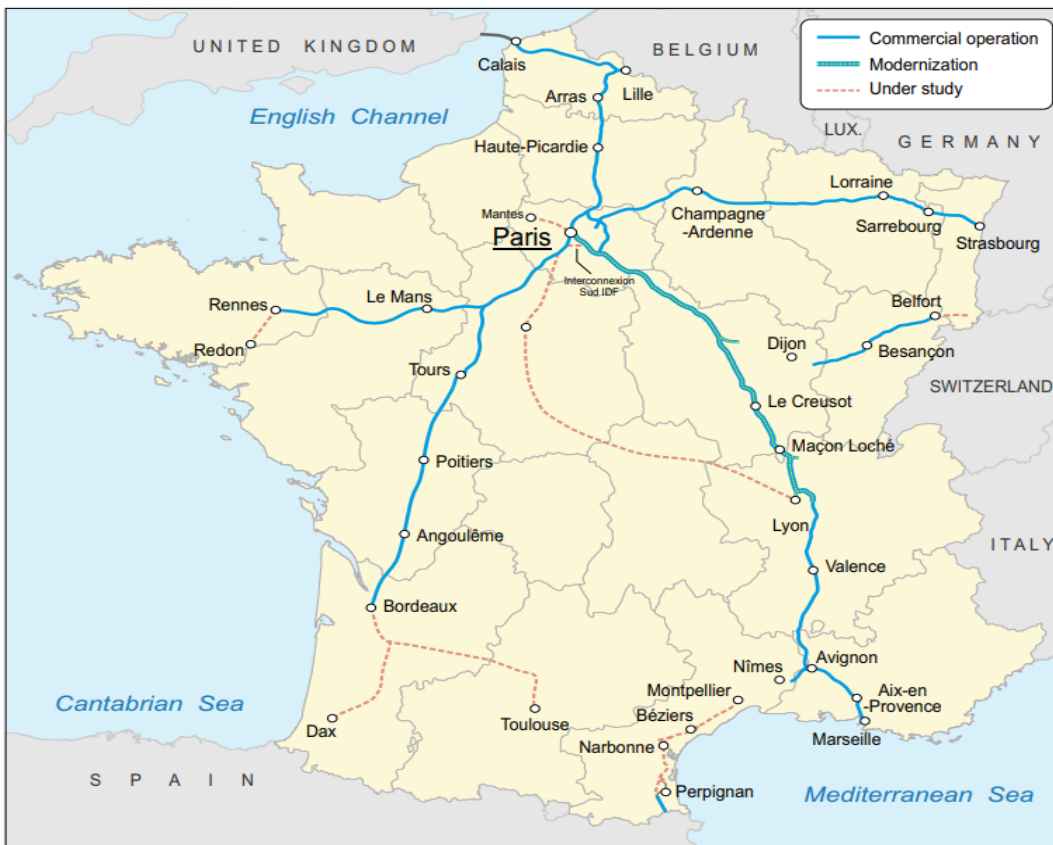 UNITED KINGDOM
BELGIUM
Commercial operation
Modernization
Under study
Calais
Lille
Arras
English Channel
LUX.
GERMANY
Haute-Picardie
Lorraine
Mantes
Champagne
-Ardenne
Sarrebourg
Paris
Strasbourg
Interconnexion
Sud IDF
Rennes
Le Mans
Belfort
Redon
Dijon
Besançon
Tours
SWITZERLAND
Le Creusot
Maçon Loché
Poitiers
Lyon
Angoulême
ITALY
Valence
Bordeaux
Avignon
Nîmes
Cantabrian Sea
Montpellier
Aix-en
-Provence
Béziers
Dax
Toulouse
Marseille
Narbonne
SPAIN
Perpignan
Mediterranean Sea